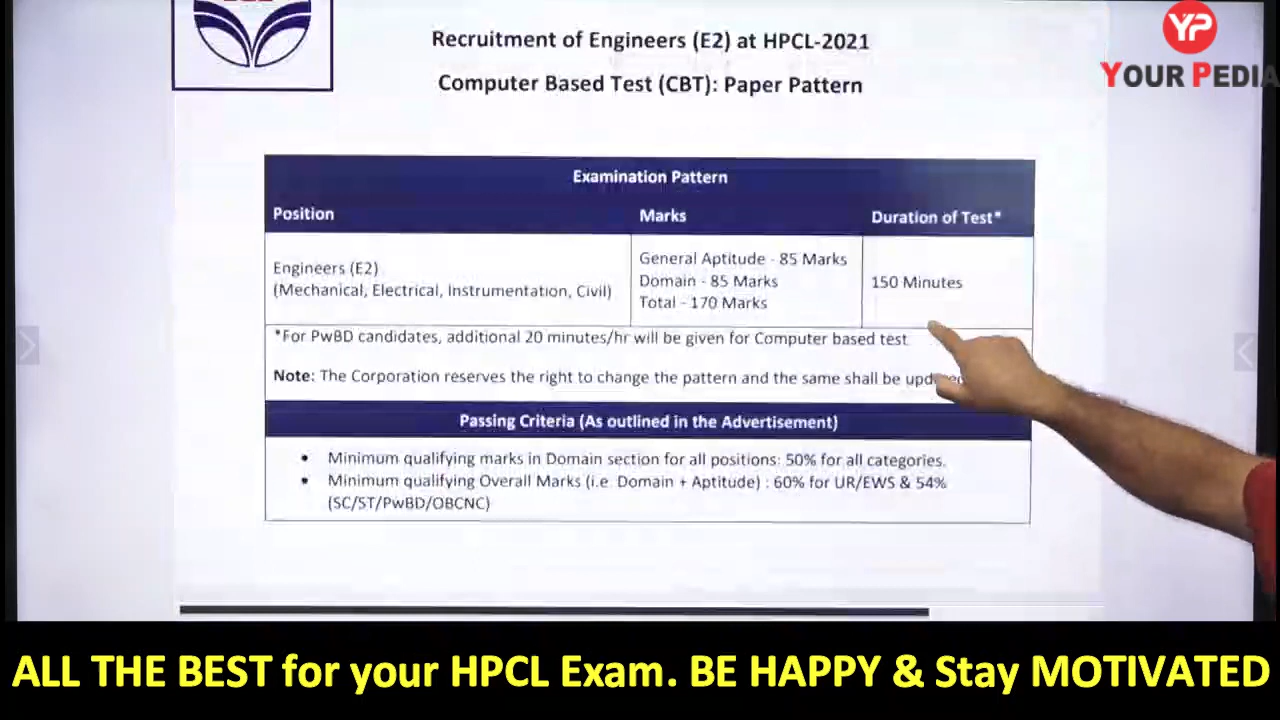 Recruitment of Engineers (E2) at HPCL-2021
YP
YOUR PEDIA
Computer Based Test (CBT): Paper Pattern
Examination Pattern
Position Marks Duration of Test*
Engineers (E2)
(Mechanical, Electrical, Instrumentation, Civil)
General Aptitude - 85 Marks
Domain - 85 Marks
Total - 170 Marks
150 Minutes
*For PwBD candidates, additional 20 minutes/hr will be given for Computer based test
Note: The Corporation reserves the right to change the pattern and the same shall be
Passing Criteria (As outlined in the Advertisement)
• Minimum qualifying marks in Domain section for all positions: 50% for all categories.
• Minimum qualifying Overall Marks (i.e. Domain + Aptitude) : 60% for UR/EWS & 54%
(SC/ST/PwBD/OBCNC)
ALL THE BEST for your HPCL Exam. BE HAPPY & Stay MOTIVATED